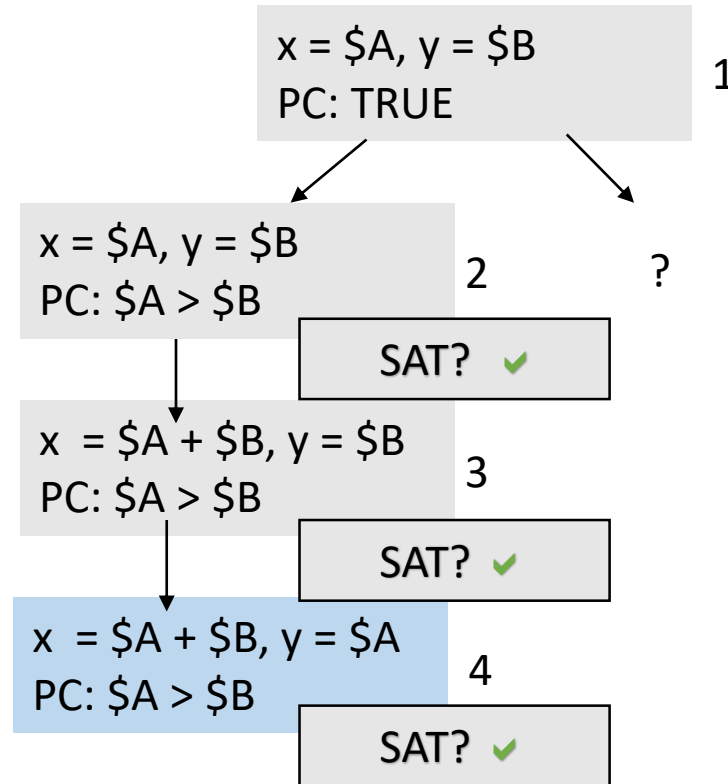 x = $A, y = $B
PC: TRUE
1
x = $A, y = $B
PC: $A > $B
2
?
SAT? ✔
x = $A + $B, y = $B
PC: $A > $B
3
SAT? ✔
x = $A + $B, y = $A
PC: $A > $B
4
SAT? ✔